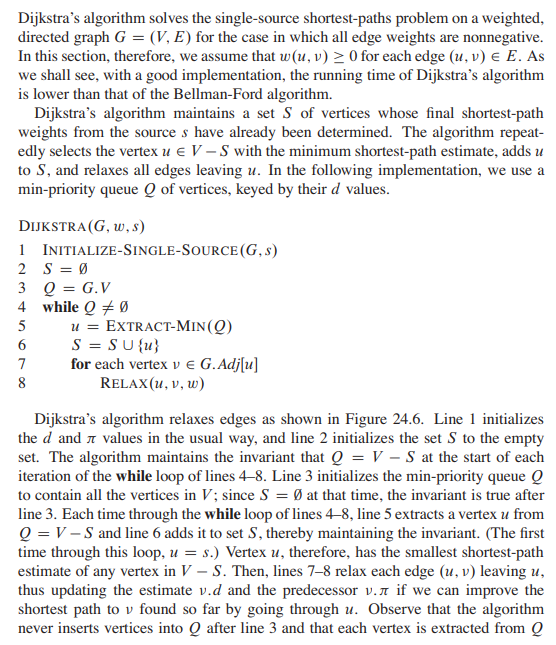 Dijkstra's algorithm solves the single-source shortest-paths problem on a weighted,
directed graph G = (V, E) for the case in which all edge weights are nonnegative.
In this section, therefore, we assume that w(u, v) ≥ 0 for each edge (u, v) ∈ E. As
we shall see, with a good implementation, the running time of Dijkstra's algorithm
is lower than that of the Bellman-Ford algorithm.
Dijkstra's algorithm maintains a set S of vertices whose final shortest-path
weights from the source s have already been determined. The algorithm repeat-
edly selects the vertex u ∈ V − S with the minimum shortest-path estimate, adds u
to S, and relaxes all edges leaving u. In the following implementation, we use a
min-priority queue Q of vertices, keyed by their d values.
DIJKSTRA(G, w, s)
1 INITIALIZE-SINGLE-SOURCE(G, s)
2 S = ∅
3 Q = G.V
4 while Q ≠ ∅
5 u = EXTRACT-MIN(Q)
6 S = S ∪ {u}
7 for each vertex v ∈ G.Adj[u]
8 RELAX(u, v, w)
Dijkstra's algorithm relaxes edges as shown in Figure 24.6. Line 1 initializes
the d and π values in the usual way, and line 2 initializes the set S to the empty
set. The algorithm maintains the invariant that Q = V − S at the start of each
iteration of the while loop of lines 4–8. Line 3 initializes the min-priority queue Q
to contain all the vertices in V; since S = ∅ at that time, the invariant is true after
line 3. Each time through the while loop of lines 4–8, line 5 extracts a vertex u from
Q = V − S and line 6 adds it to set S, thereby maintaining the invariant. (The first
time through this loop, u = s.) Vertex u, therefore, has the smallest shortest-path
estimate of any vertex in V − S. Then, lines 7–8 relax each edge (u, v) leaving u,
thus updating the estimate v.d and the predecessor v.π if we can improve the
shortest path to v found so far by going through u. Observe that the algorithm
never inserts vertices into Q after line 3 and that each vertex is extracted from Q